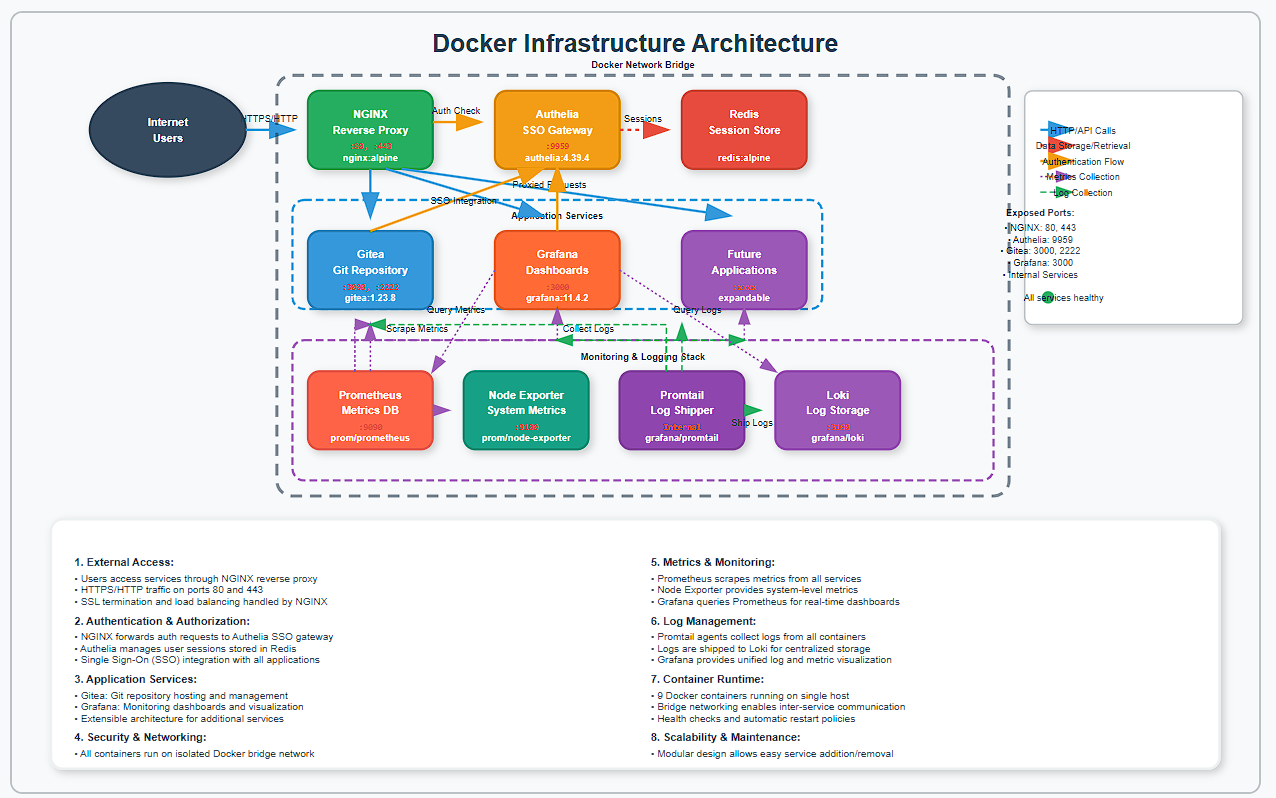 Docker Infrastructure Architecture
Docker Network Bridge
Internet
Users
HTTPS/HTTP
NGINX
Reverse Proxy
:80, :443
nginx:alpine
Auth Check
Authelia
SSO Gateway
:9959
authelia:4.39.4
Sessions
Redis
Session Store
redis:alpine
HTTP/API Calls
Data Storage/Retrieval
Authentication Flow
Metrics Collection
Log Collection
Exposed Ports:
• NGINX: 80, 443
• Authelia: 9959
• Gitea: 3000, 2222
• Grafana: 3000
• Internal Services
All services healthy
Proxied Requests
SSO Integration
Application Services
Gitea
Git Repository
:3000, :2222
gitea:1.23.8
Grafana
Dashboards
:3000
grafana:11.4.2
Future
Applications
expandable
Query Metrics
Query Logs
Scrape Metrics
Collect Logs
Monitoring & Logging Stack
Prometheus
Metrics DB
:9090
prom/prometheus
Node Exporter
System Metrics
:9100
prom/node-exporter
Promtail
Log Shipper
Internal
grafana/promtail
Ship Logs
Loki
Log Storage
:3100
grafana/loki
1. External Access:
• Users access services through NGINX reverse proxy
• HTTPS/HTTP traffic on ports 80 and 443
• SSL termination and load balancing handled by NGINX
2. Authentication & Authorization:
• NGINX forwards auth requests to Authelia SSO gateway
• Authelia manages user sessions stored in Redis
• Single Sign-On (SSO) integration with all applications
3. Application Services:
• Gitea: Git repository hosting and management
• Grafana: Monitoring dashboards and visualization
• Extensible architecture for additional services
4. Security & Networking:
• All containers run on isolated Docker bridge network
5. Metrics & Monitoring:
• Prometheus scrapes metrics from all services
• Node Exporter provides system-level metrics
• Grafana queries Prometheus for real-time dashboards
6. Log Management:
• Promtail agents collect logs from all containers
• Logs are shipped to Loki for centralized storage
• Grafana provides unified log and metric visualization
7. Container Runtime:
• 9 Docker containers running on single host
• Bridge networking enables inter-service communication
• Health checks and automatic restart policies
8. Scalability & Maintenance:
• Modular design allows easy service addition/removal